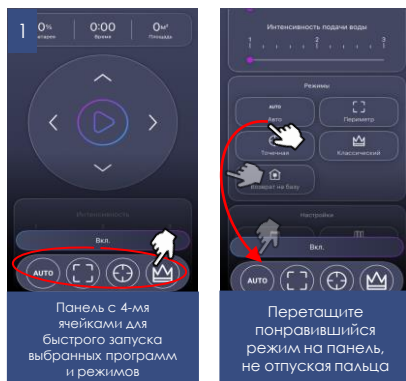 1
0%
0:00
Время
0м²
Площадь
Интенсивность
Вкл.
AUTO
Панель с 4-мя
ячейками для
быстрого запуска
выбранных программ
и режимов
Интенсивность подачи воды
1 2 3
Режимы
AUTO
Авто
Периметр
Точечная
Классический
Возврат на базу
Настройки
Вкл.
AUTO
Перетащите
понравившийся
режим на панель,
не отпуская пальца